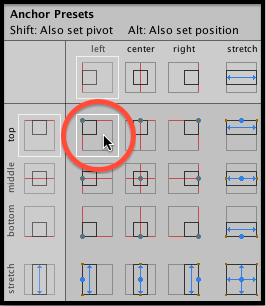 Anchor Presets
Shift: Also set pivot Alt: Also set position
left center right stretch
top
middle
bottom
stretch